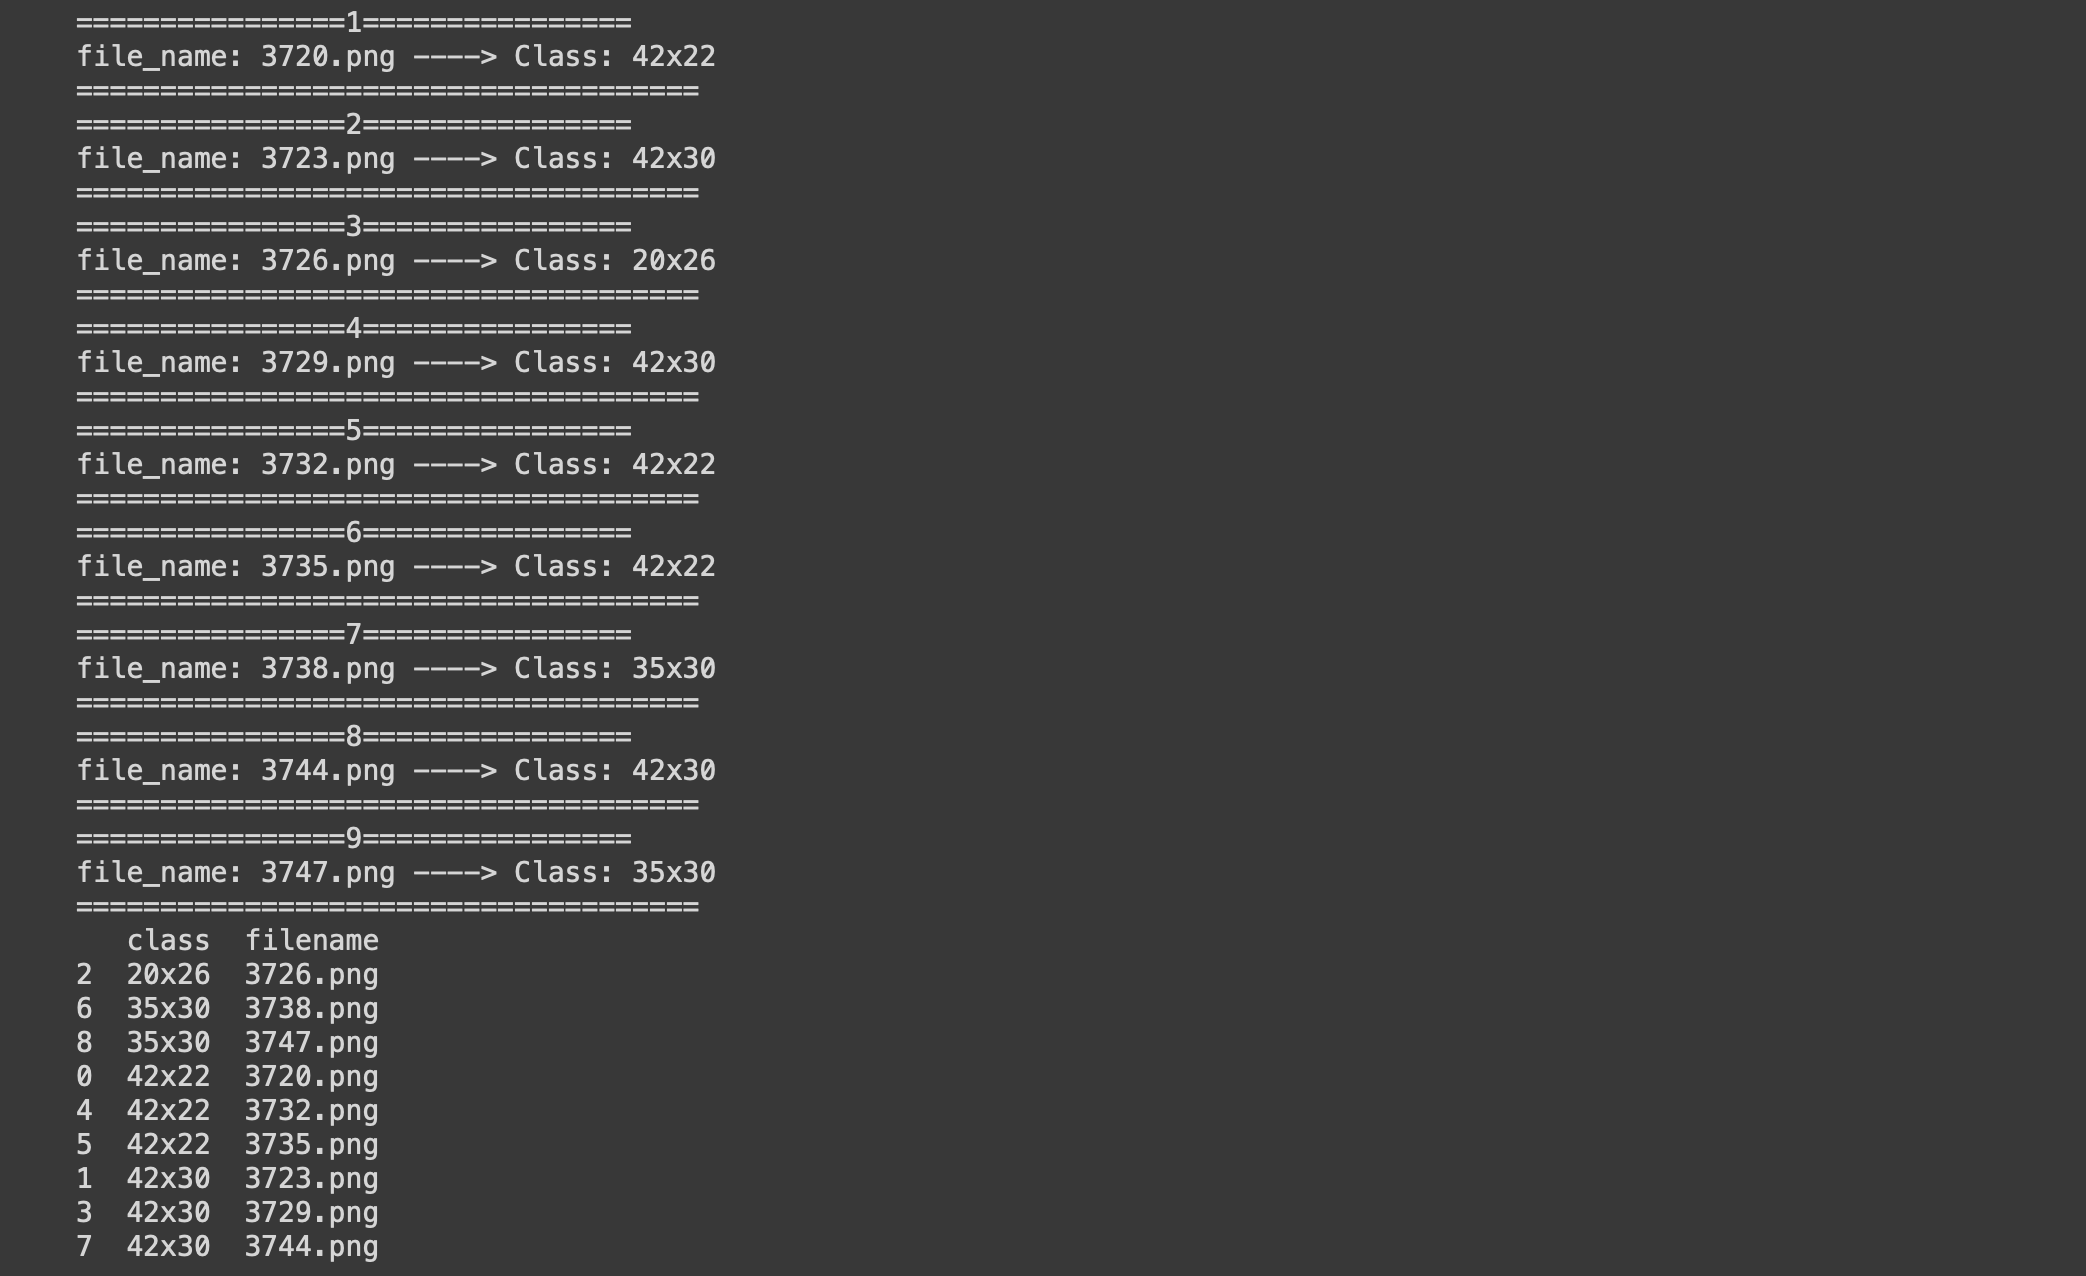 ================1================
file_name: 3720.png ----> Class: 42x22
=====================================
================2================
file_name: 3723.png ----> Class: 42x30
=====================================
================3================
file_name: 3726.png ----> Class: 20x26
=====================================
================4================
file_name: 3729.png ----> Class: 42x30
=====================================
================5================
file_name: 3732.png ----> Class: 42x22
=====================================
================6================
file_name: 3735.png ----> Class: 42x22
=====================================
================7================
file_name: 3738.png ----> Class: 35x30
=====================================
================8================
file_name: 3744.png ----> Class: 42x30
=====================================
================9================
file_name: 3747.png ----> Class: 35x30
=====================================
   class  filename
2  20x26  3726.png
6  35x30  3738.png
8  35x30  3747.png
0  42x22  3720.png
4  42x22  3732.png
5  42x22  3735.png
1  42x30  3723.png
3  42x30  3729.png
7  42x30  3744.png